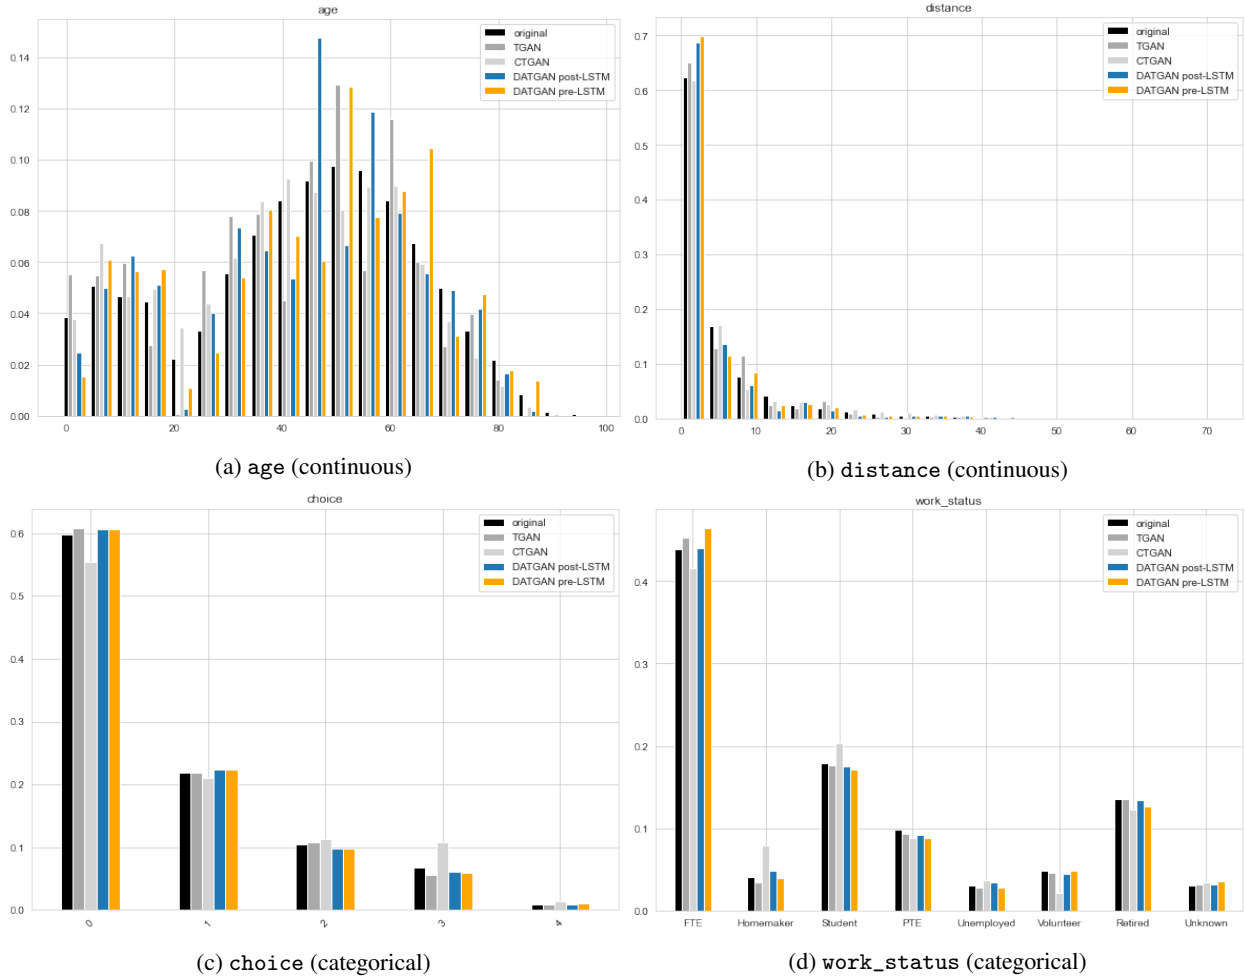 age
0.14
0.12
0.10
0.08
0.06
0.04
0.02
0.00
0 20 40 60 80 100
original
TGAN
CTGAN
DATGAN post-LSTM
DATGAN pre-LSTM
(a) age (continuous)
distance
0.7
0.6
0.5
0.4
0.3
0.2
0.1
0.0
0 10 20 30 40 50 60 70
original
TGAN
CTGAN
DATGAN post-LSTM
DATGAN pre-LSTM
(b) distance (continuous)
choice
0.6
0.5
0.4
0.3
0.2
0.1
0.0
0 1 2 3 4
original
TGAN
CTGAN
DATGAN post-LSTM
DATGAN pre-LSTM
(c) choice (categorical)
work_status
0.4
0.3
0.2
0.1
0.0
FTE Homemaker Student PTE Unemployed Volunteer Retired Unknown
original
TGAN
CTGAN
DATGAN post-LSTM
DATGAN pre-LSTM
(d) work_status (categorical)